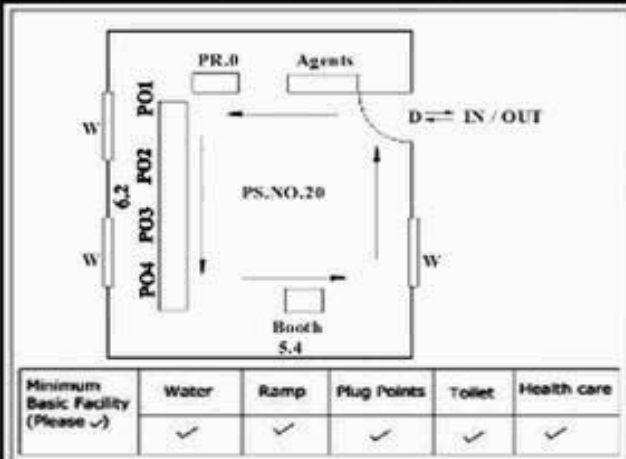 PR.0 Agents
PO1
D ⇄ IN / OUT
W
PO2
6.2
PS.NO.20
PO3
W
W
PO4
Booth
5.4
Minimum Basic Facility (Please ✓) Water Ramp Plug Points Toilet Health care
✓ ✓ ✓ ✓ ✓